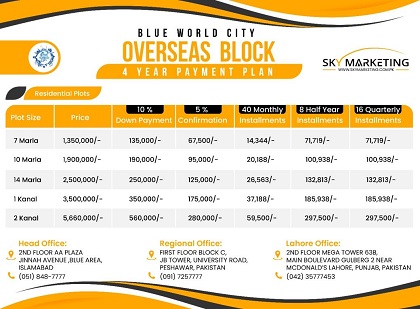 BLUE WORLD CITY
OVERSEAS BLOCK
4 YEAR PAYMENT PLAN
SKY MARKETING
WWW.SKYMARKETING.COM.PK
Residential Plots
Plot Size Price 10 % Down Payment 5 % Confirmation 40 Monthly Installments 8 Half Year Installments 16 Quarterly Installments
7 Marla 1,350,000/- 135,000/- 67,500/- 14,344/- 71,719/- 71,719/-
10 Marla 1,900,000/- 190,000/- 95,000/- 20,188/- 100,938/- 100,938/-
14 Marla 2,500,000/- 250,000/- 125,000/- 26,563/- 132,813/- 132,813/-
1 Kanal 3,500,000/- 350,000/- 175,000/- 37,188/- 185,938/- 185,938/-
2 Kanal 5,660,000/- 560,000/- 280,000/- 59,500/- 297,500/- 297,500/-
Head Office:
2ND FLOOR AA PLAZA
JINNAH AVENUE ,BLUE AREA,
ISLAMABAD
(051) 848-7777
Regional Office:
FIRST FLOOR BLOCK C,
JB TOWER, UNIVERSITY ROAD,
PESHAWAR, PAKISTAN
(091) 7257777
Lahore Office:
2ND FLOOR MEGA TOWER 63B,
MAIN BOULEVARD GULBERG 2 NEAR
MCDONALD'S LAHORE, PUNJAB, PAKISTAN
(042) 35777453